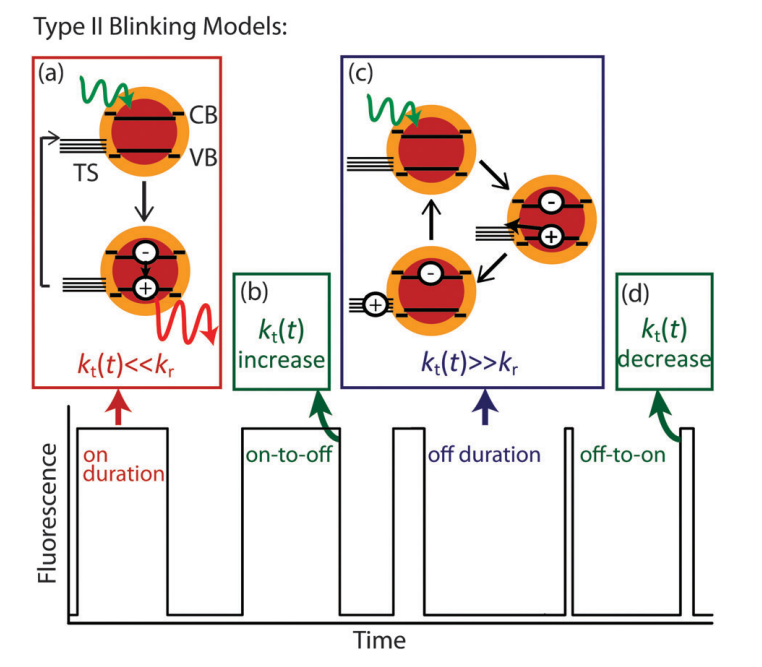 Type II Blinking Models:
(a)
CB
VB
TS
-
+
kt(t)<<kr
(b)
kt(t)
increase
(c)
-
+
-
+
kt(t)>>kr
(d)
kt(t)
decrease
on
duration
on-to-off
off duration
off-to-on
Fluorescence
Time